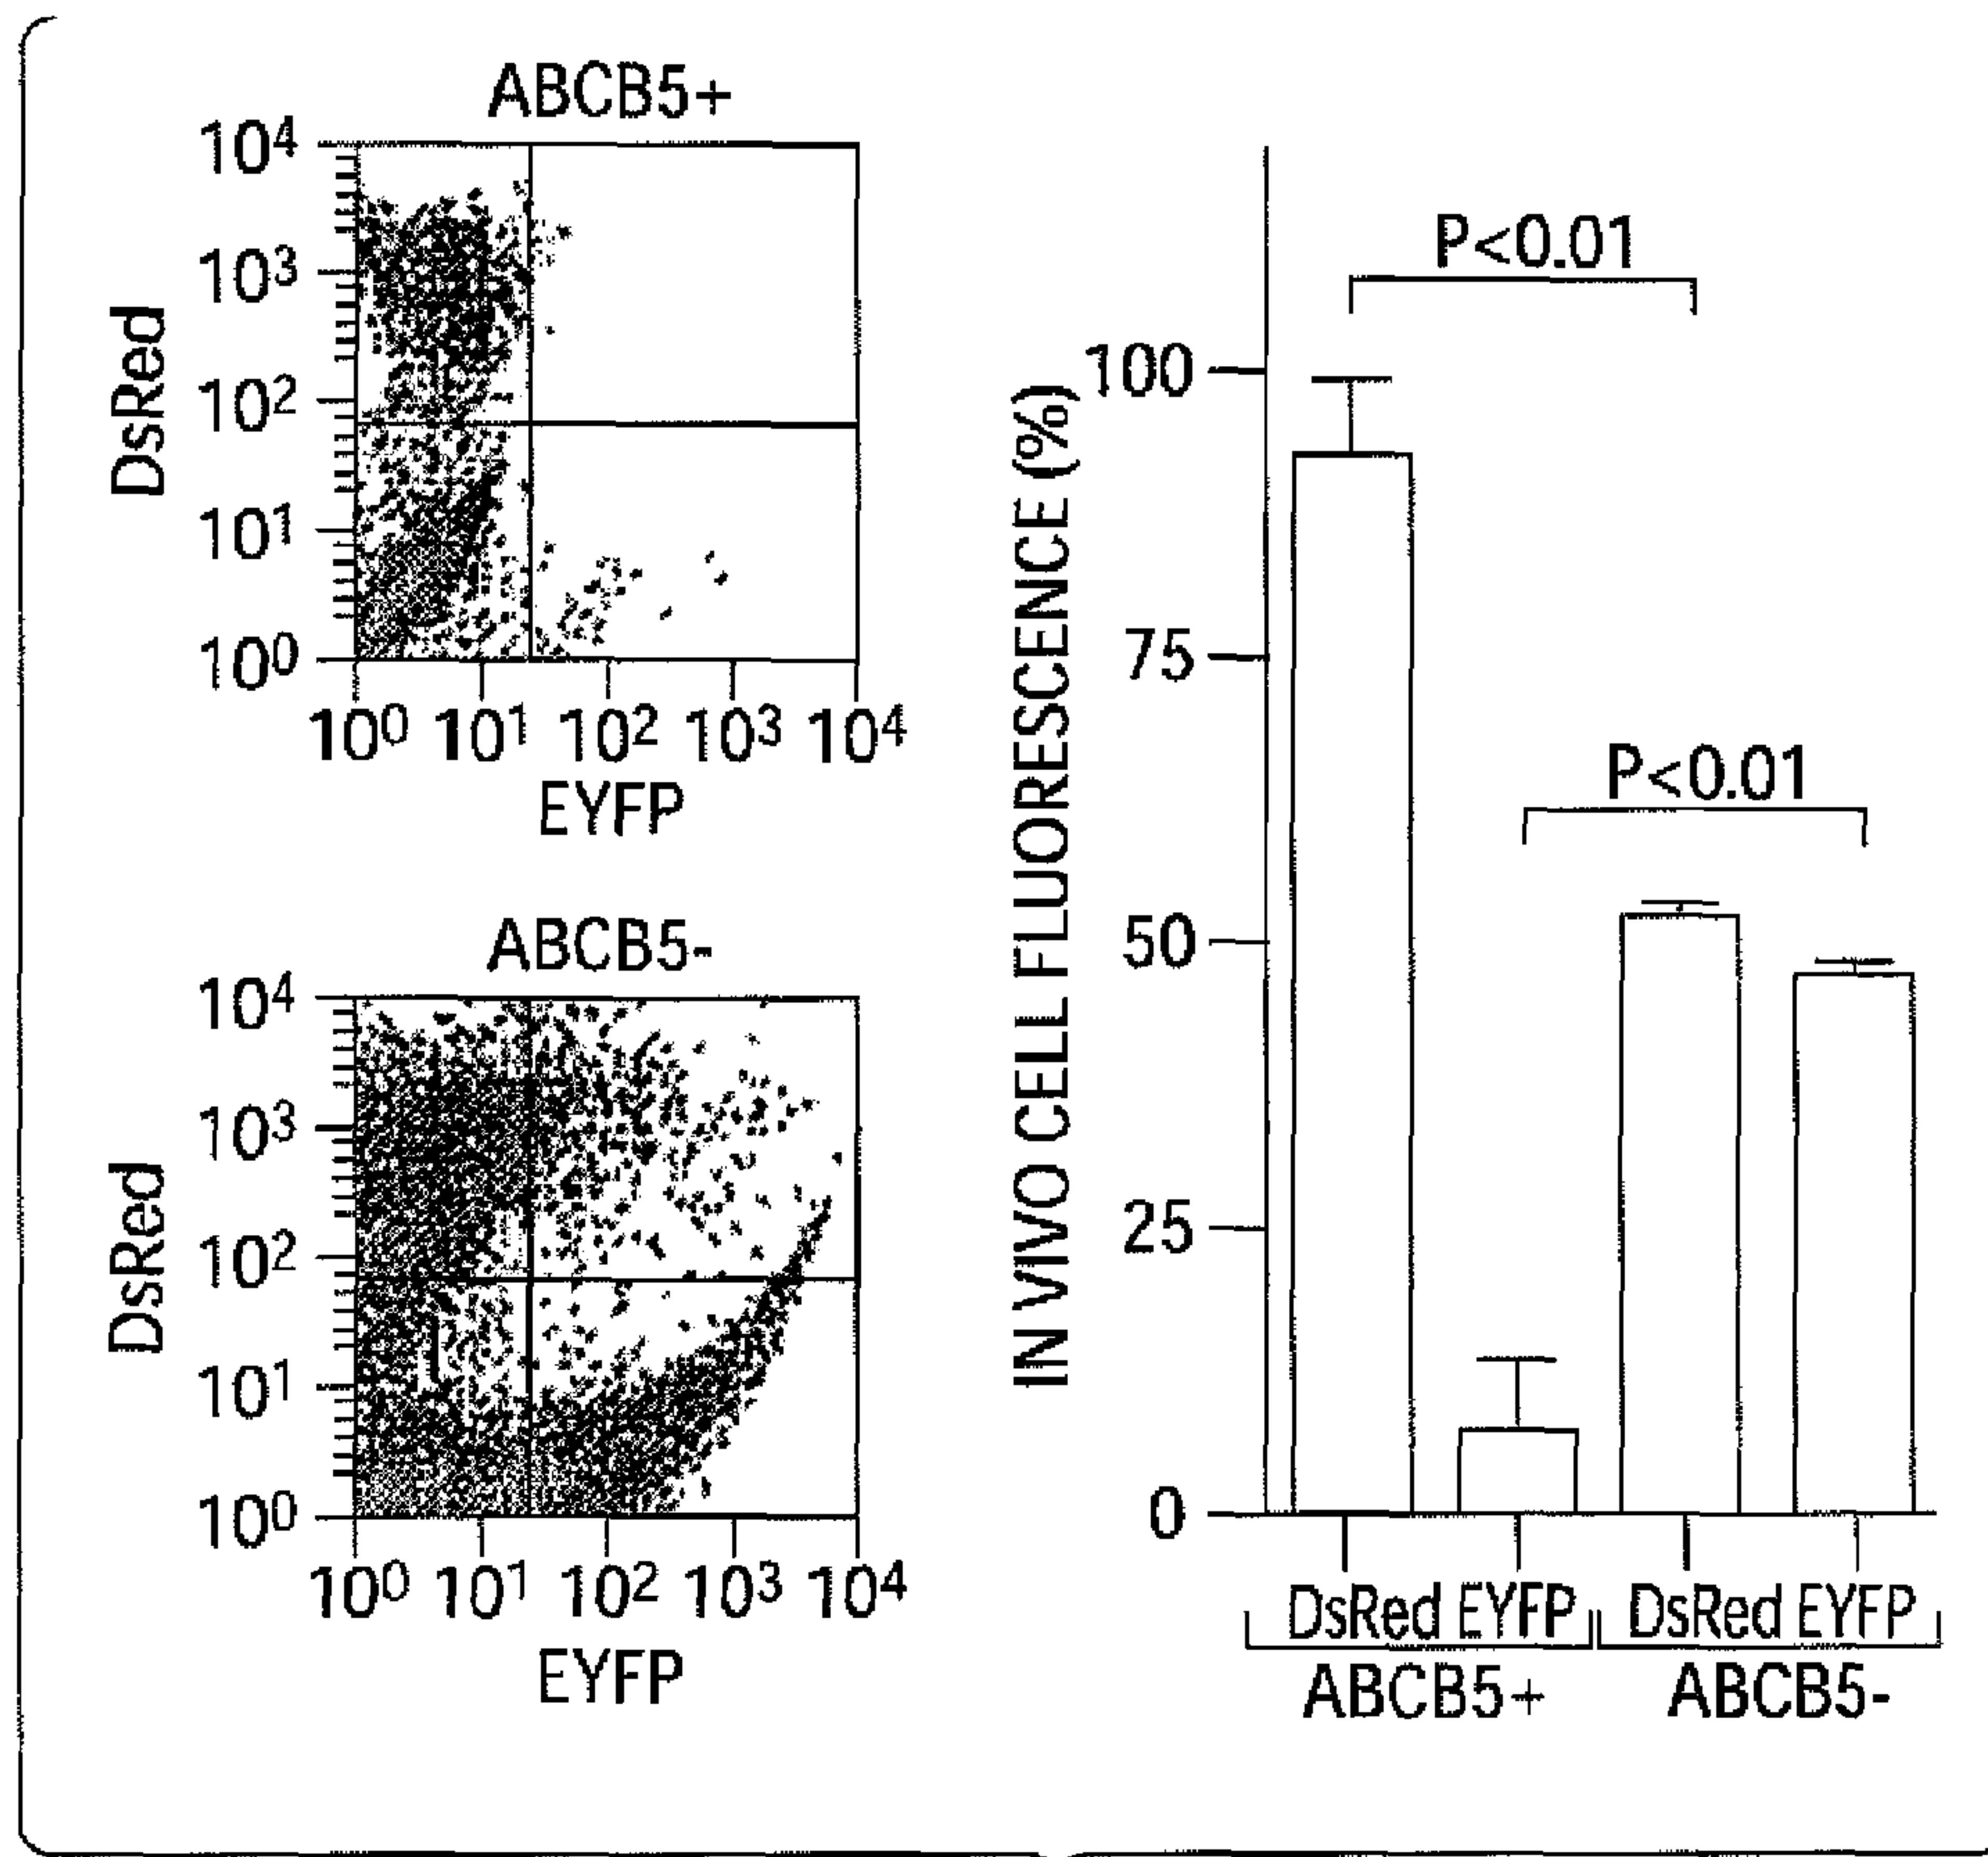 ABCB5+
10⁴
10³
10²
10¹
10⁰
DsRed
10⁰ 10¹ 10² 10³ 10⁴
EYFP
ABCB5-
10⁴
10³
10²
10¹
10⁰
DsRed
10⁰ 10¹ 10² 10³ 10⁴
EYFP
IN VIVO CELL FLUORESCENCE (%)
100
75
50
25
0
P<0.01
P<0.01
DsRed EYFP DsRed EYFP
ABCB5+ ABCB5-